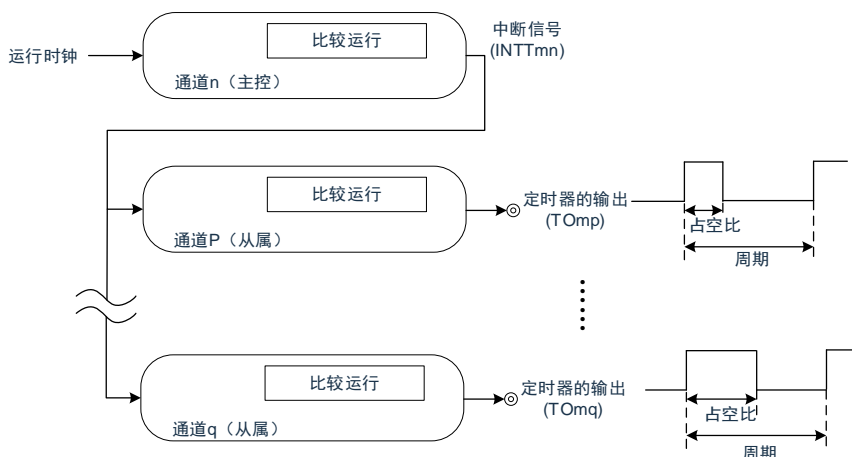 运行时钟
比较运行
通道n（主控）
中断信号
(INTTmn)
比较运行
通道P（从属）
定时器的输出
(TOmp)
占空比
周期
比较运行
通道q（从属）
定时器的输出
(TOmq)
占空比
周期